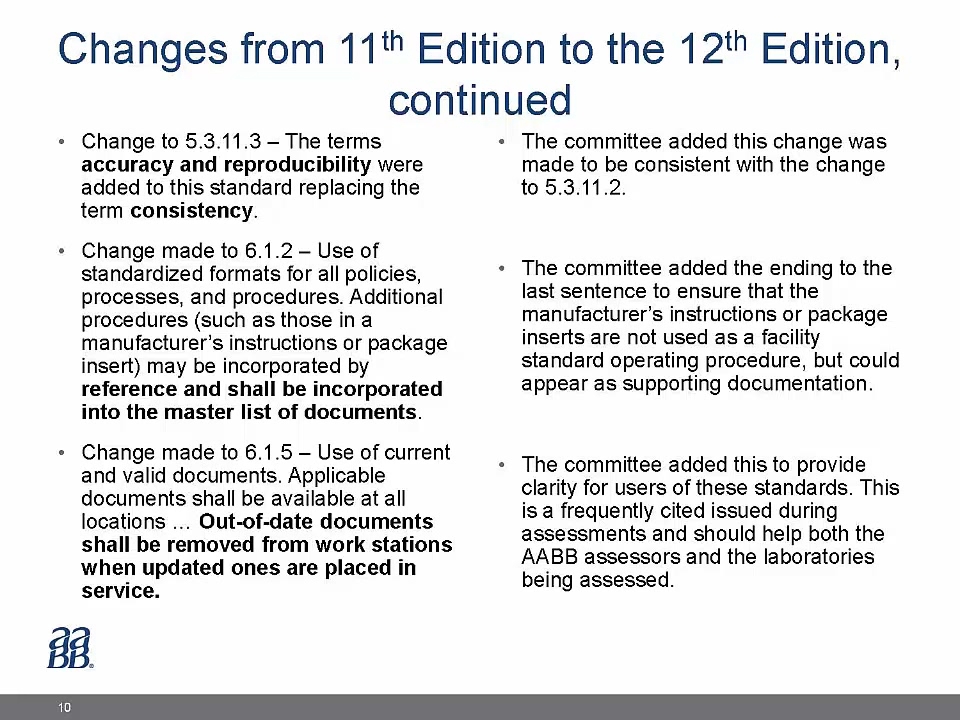 Changes from 11th Edition to the 12th Edition,
continued
• Change to 5.3.11.3 – The terms
accuracy and reproducibility were
added to this standard replacing the
term consistency.
• Change made to 6.1.2 – Use of
standardized formats for all policies,
processes, and procedures. Additional
procedures (such as those in a
manufacturer’s instructions or package
insert) may be incorporated by
reference and shall be incorporated
into the master list of documents.
• Change made to 6.1.5 – Use of current
and valid documents. Applicable
documents shall be available at all
locations … Out-of-date documents
shall be removed from work stations
when updated ones are placed in
service.
• The committee added this change was
made to be consistent with the change
to 5.3.11.2.
• The committee added the ending to the
last sentence to ensure that the
manufacturer’s instructions or package
inserts are not used as a facility
standard operating procedure, but could
appear as supporting documentation.
• The committee added this to provide
clarity for users of these standards. This
is a frequently cited issued during
assessments and should help both the
AABB assessors and the laboratories
being assessed.
aa
BB®
10